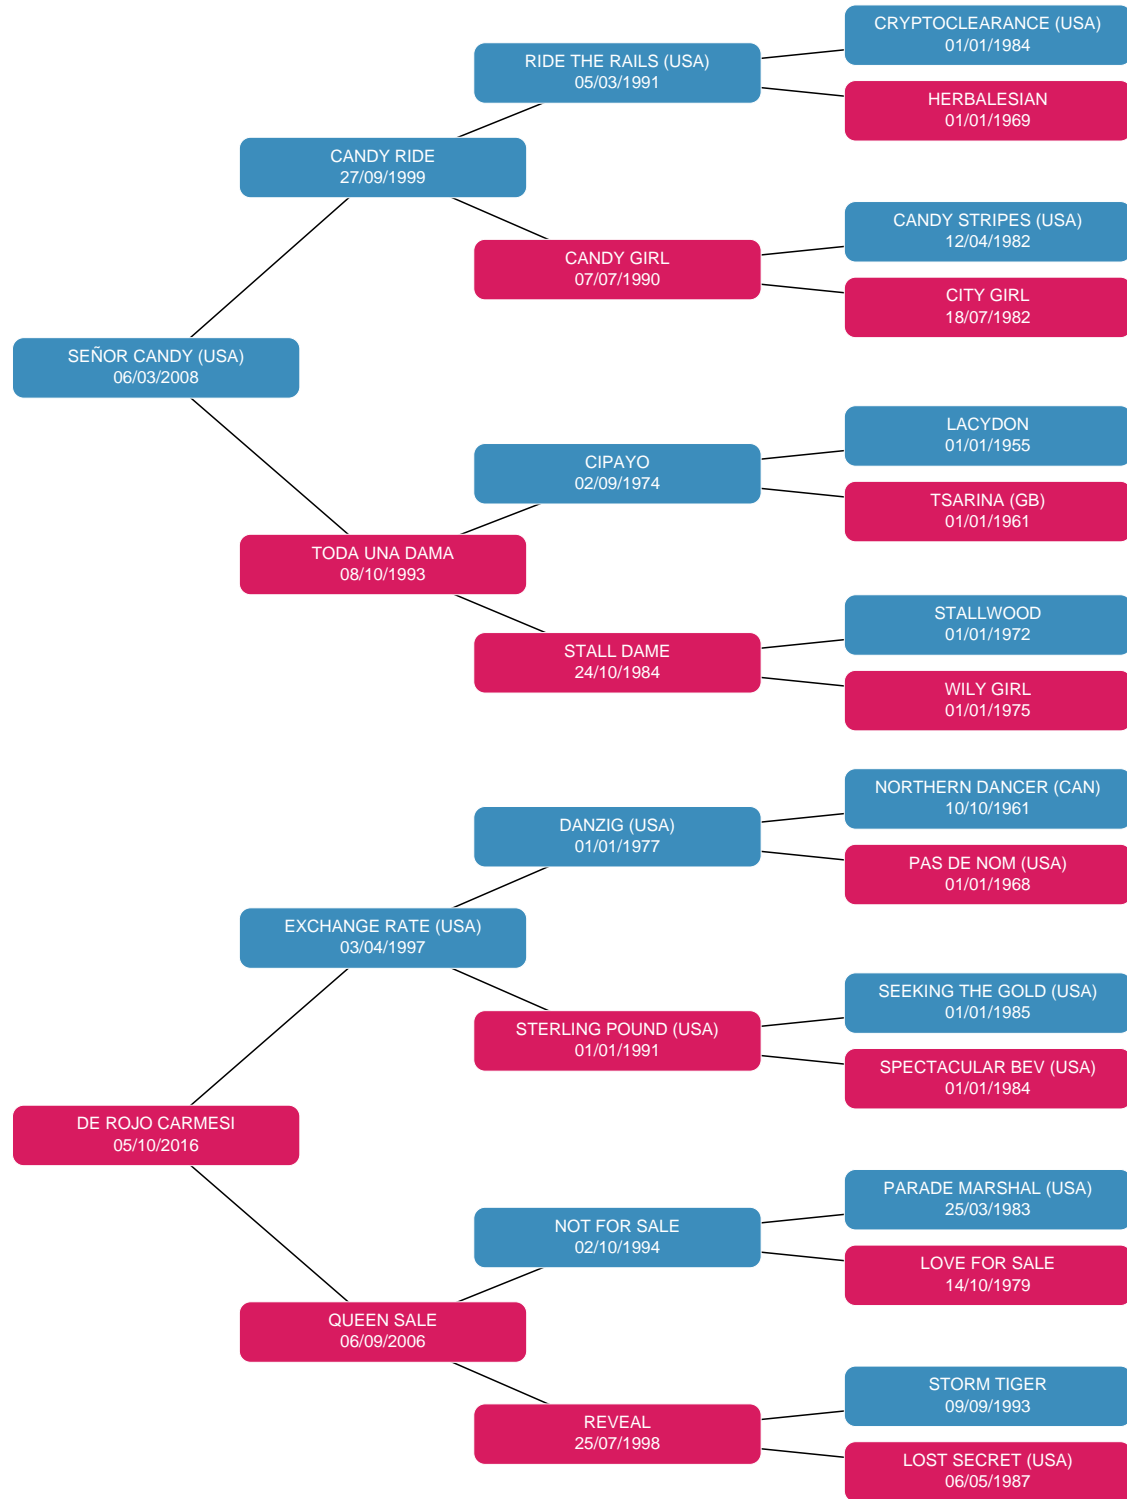 CRYPTOCLEARANCE (USA)
01/01/1984
RIDE THE RAILS (USA)
05/03/1991
HERBALESIAN
01/01/1969
CANDY RIDE
27/09/1999
CANDY STRIPES (USA)
12/04/1982
CANDY GIRL
07/07/1990
CITY GIRL
18/07/1982
SEÑOR CANDY (USA)
06/03/2008
LACYDON
01/01/1955
CIPAYO
02/09/1974
TSARINA (GB)
01/01/1961
TODA UNA DAMA
08/10/1993
STALLWOOD
01/01/1972
STALL DAME
24/10/1984
WILY GIRL
01/01/1975
NORTHERN DANCER (CAN)
10/10/1961
DANZIG (USA)
01/01/1977
PAS DE NOM (USA)
01/01/1968
EXCHANGE RATE (USA)
03/04/1997
SEEKING THE GOLD (USA)
01/01/1985
STERLING POUND (USA)
01/01/1991
SPECTACULAR BEV (USA)
01/01/1984
DE ROJO CARMESI
05/10/2016
PARADE MARSHAL (USA)
25/03/1983
NOT FOR SALE
02/10/1994
LOVE FOR SALE
14/10/1979
QUEEN SALE
06/09/2006
STORM TIGER
09/09/1993
REVEAL
25/07/1998
LOST SECRET (USA)
06/05/1987